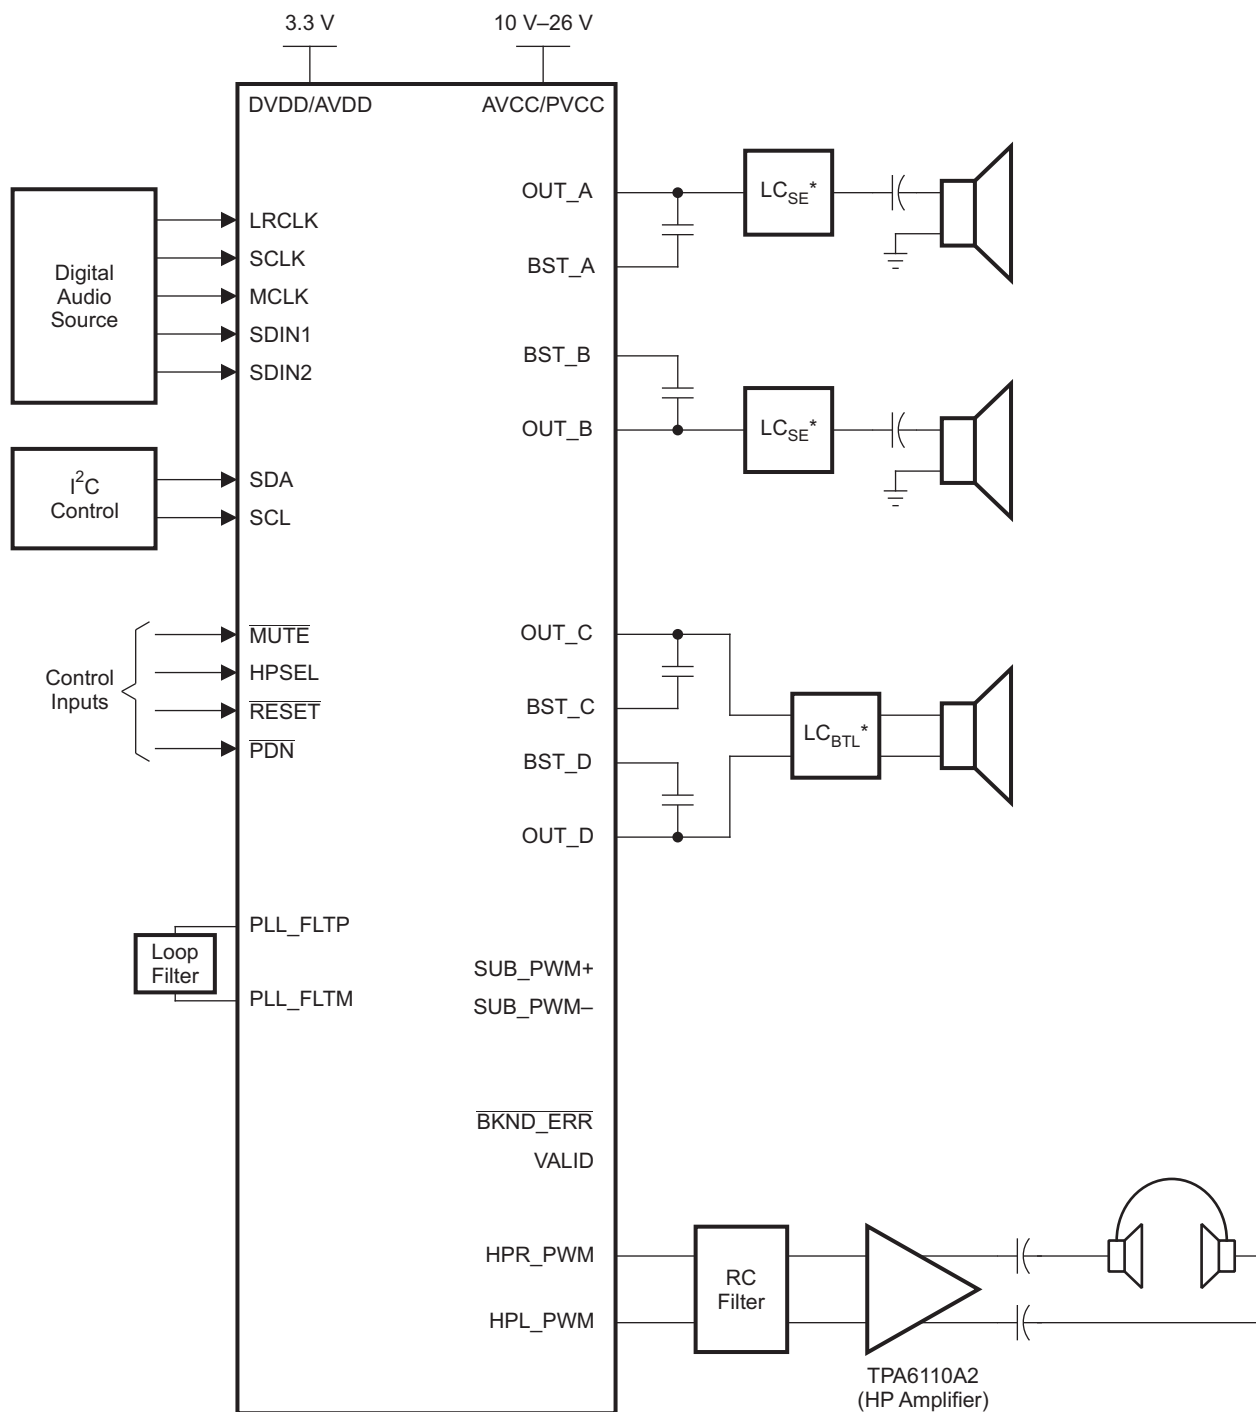 3.3 V
10 V–26 V
DVDD/AVDD
AVCC/PVCC
Digital
Audio
Source
LRCLK
SCLK
MCLK
SDIN1
SDIN2
I²C
Control
SDA
SCL
Control
Inputs
MUTE
HPSEL
RESET
PDN
Loop
Filter
PLL_FLTP
PLL_FLTM
OUT_A
BST_A
LCSE*
BST_B
OUT_B
LCSE*
OUT_C
BST_C
BST_D
OUT_D
LCBTL*
SUB_PWM+
SUB_PWM–
BKND_ERR
VALID
HPR_PWM
HPL_PWM
RC
Filter
TPA6110A2
(HP Amplifier)